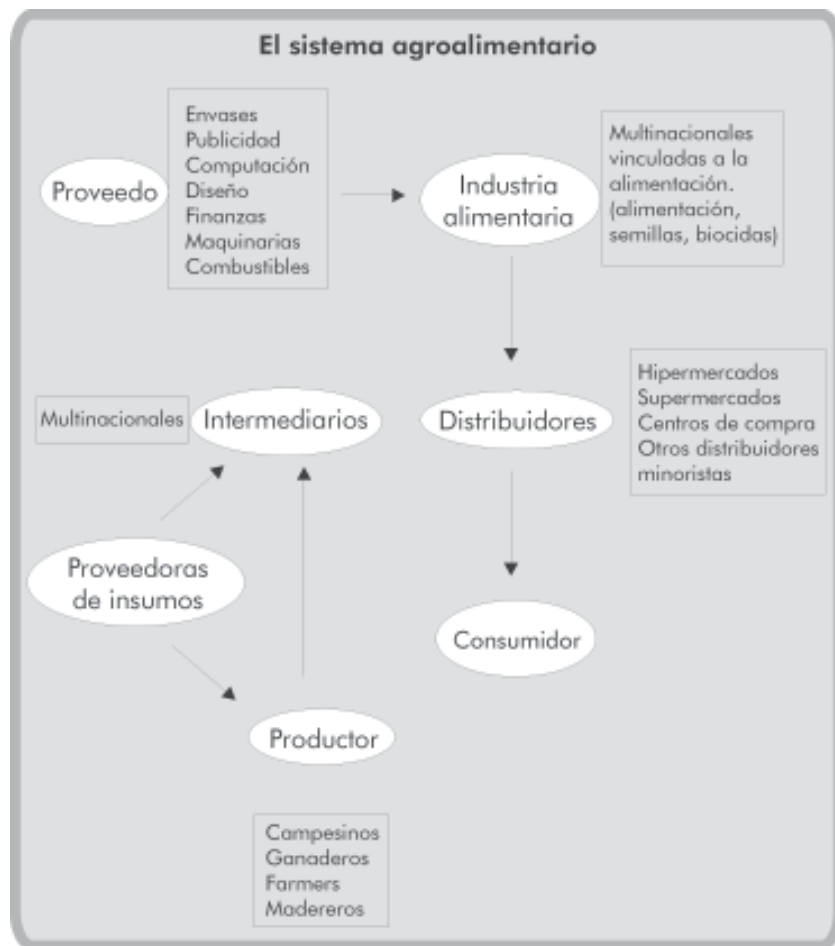 El sistema agroalimentario
Proveedo
Envases
Publicidad
Computación
Diseño
Finanzas
Maquinarias
Combustibles
Industria
alimentaria
Multinacionales
vinculadas a la
alimentación.
(alimentación,
semillas, biocidas)
Multinacionales
Intermediarios
Distribuidores
Hipermercados
Supermercados
Centros de compra
Otros distribuidores
minoristas
Proveedoras
de insumos
Consumidor
Productor
Campesinos
Ganaderos
Farmers
Madereros